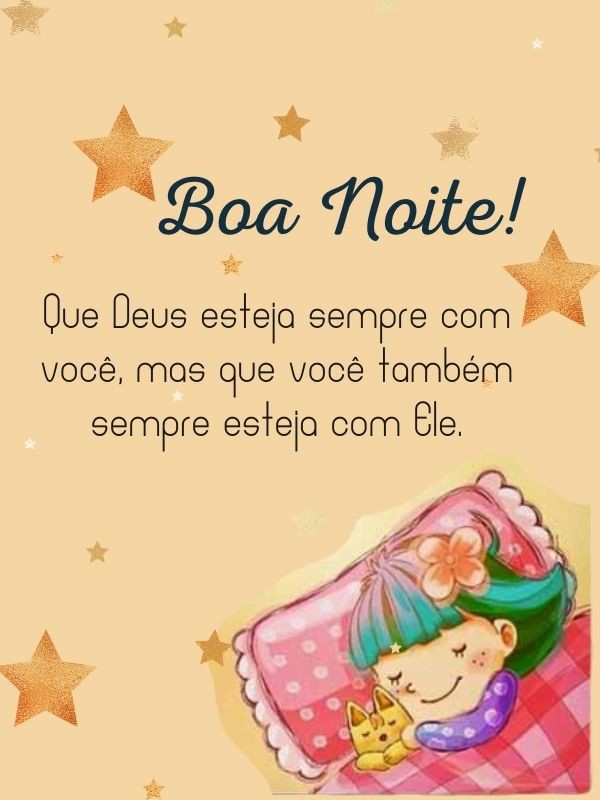 Boa Noite!
Que Deus esteja sempre com
você, mas que você também
sempre esteja com Ele.